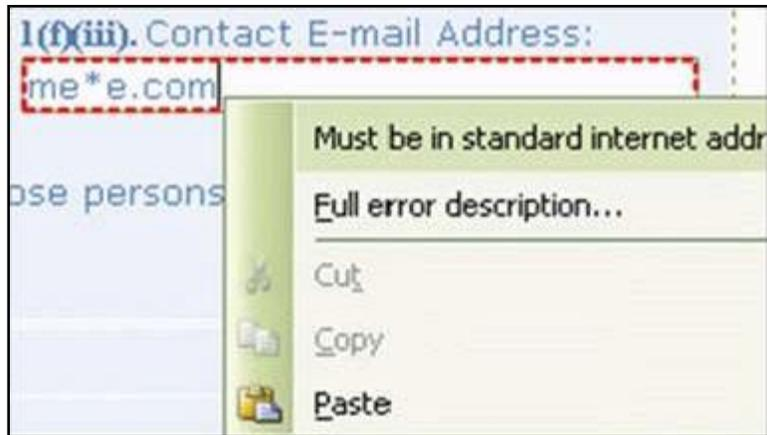 1(f)(iii). Contact E-mail Address:
me*e.com
Must be in standard internet addr
ose persons
Full error description...
Cut
Copy
Paste